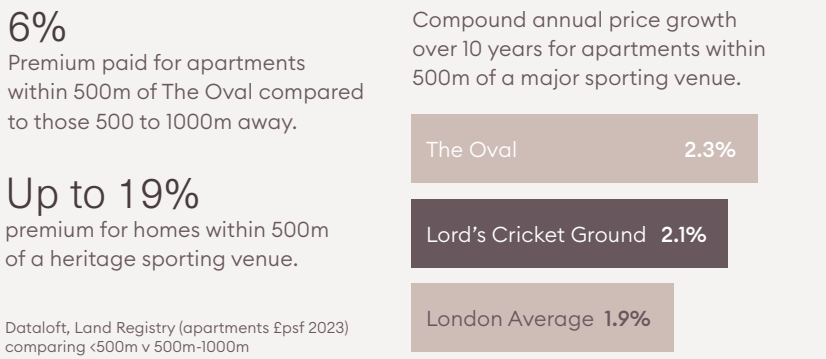 6%
Premium paid for apartments
within 500m of The Oval compared
to those 500 to 1000m away.
Up to 19%
premium for homes within 500m
of a heritage sporting venue.
Dataloft, Land Registry (apartments £psf 2023)
comparing <500m v 500m-1000m
Compound annual price growth
over 10 years for apartments within
500m of a major sporting venue.
The Oval 2.3%
Lord’s Cricket Ground 2.1%
London Average 1.9%